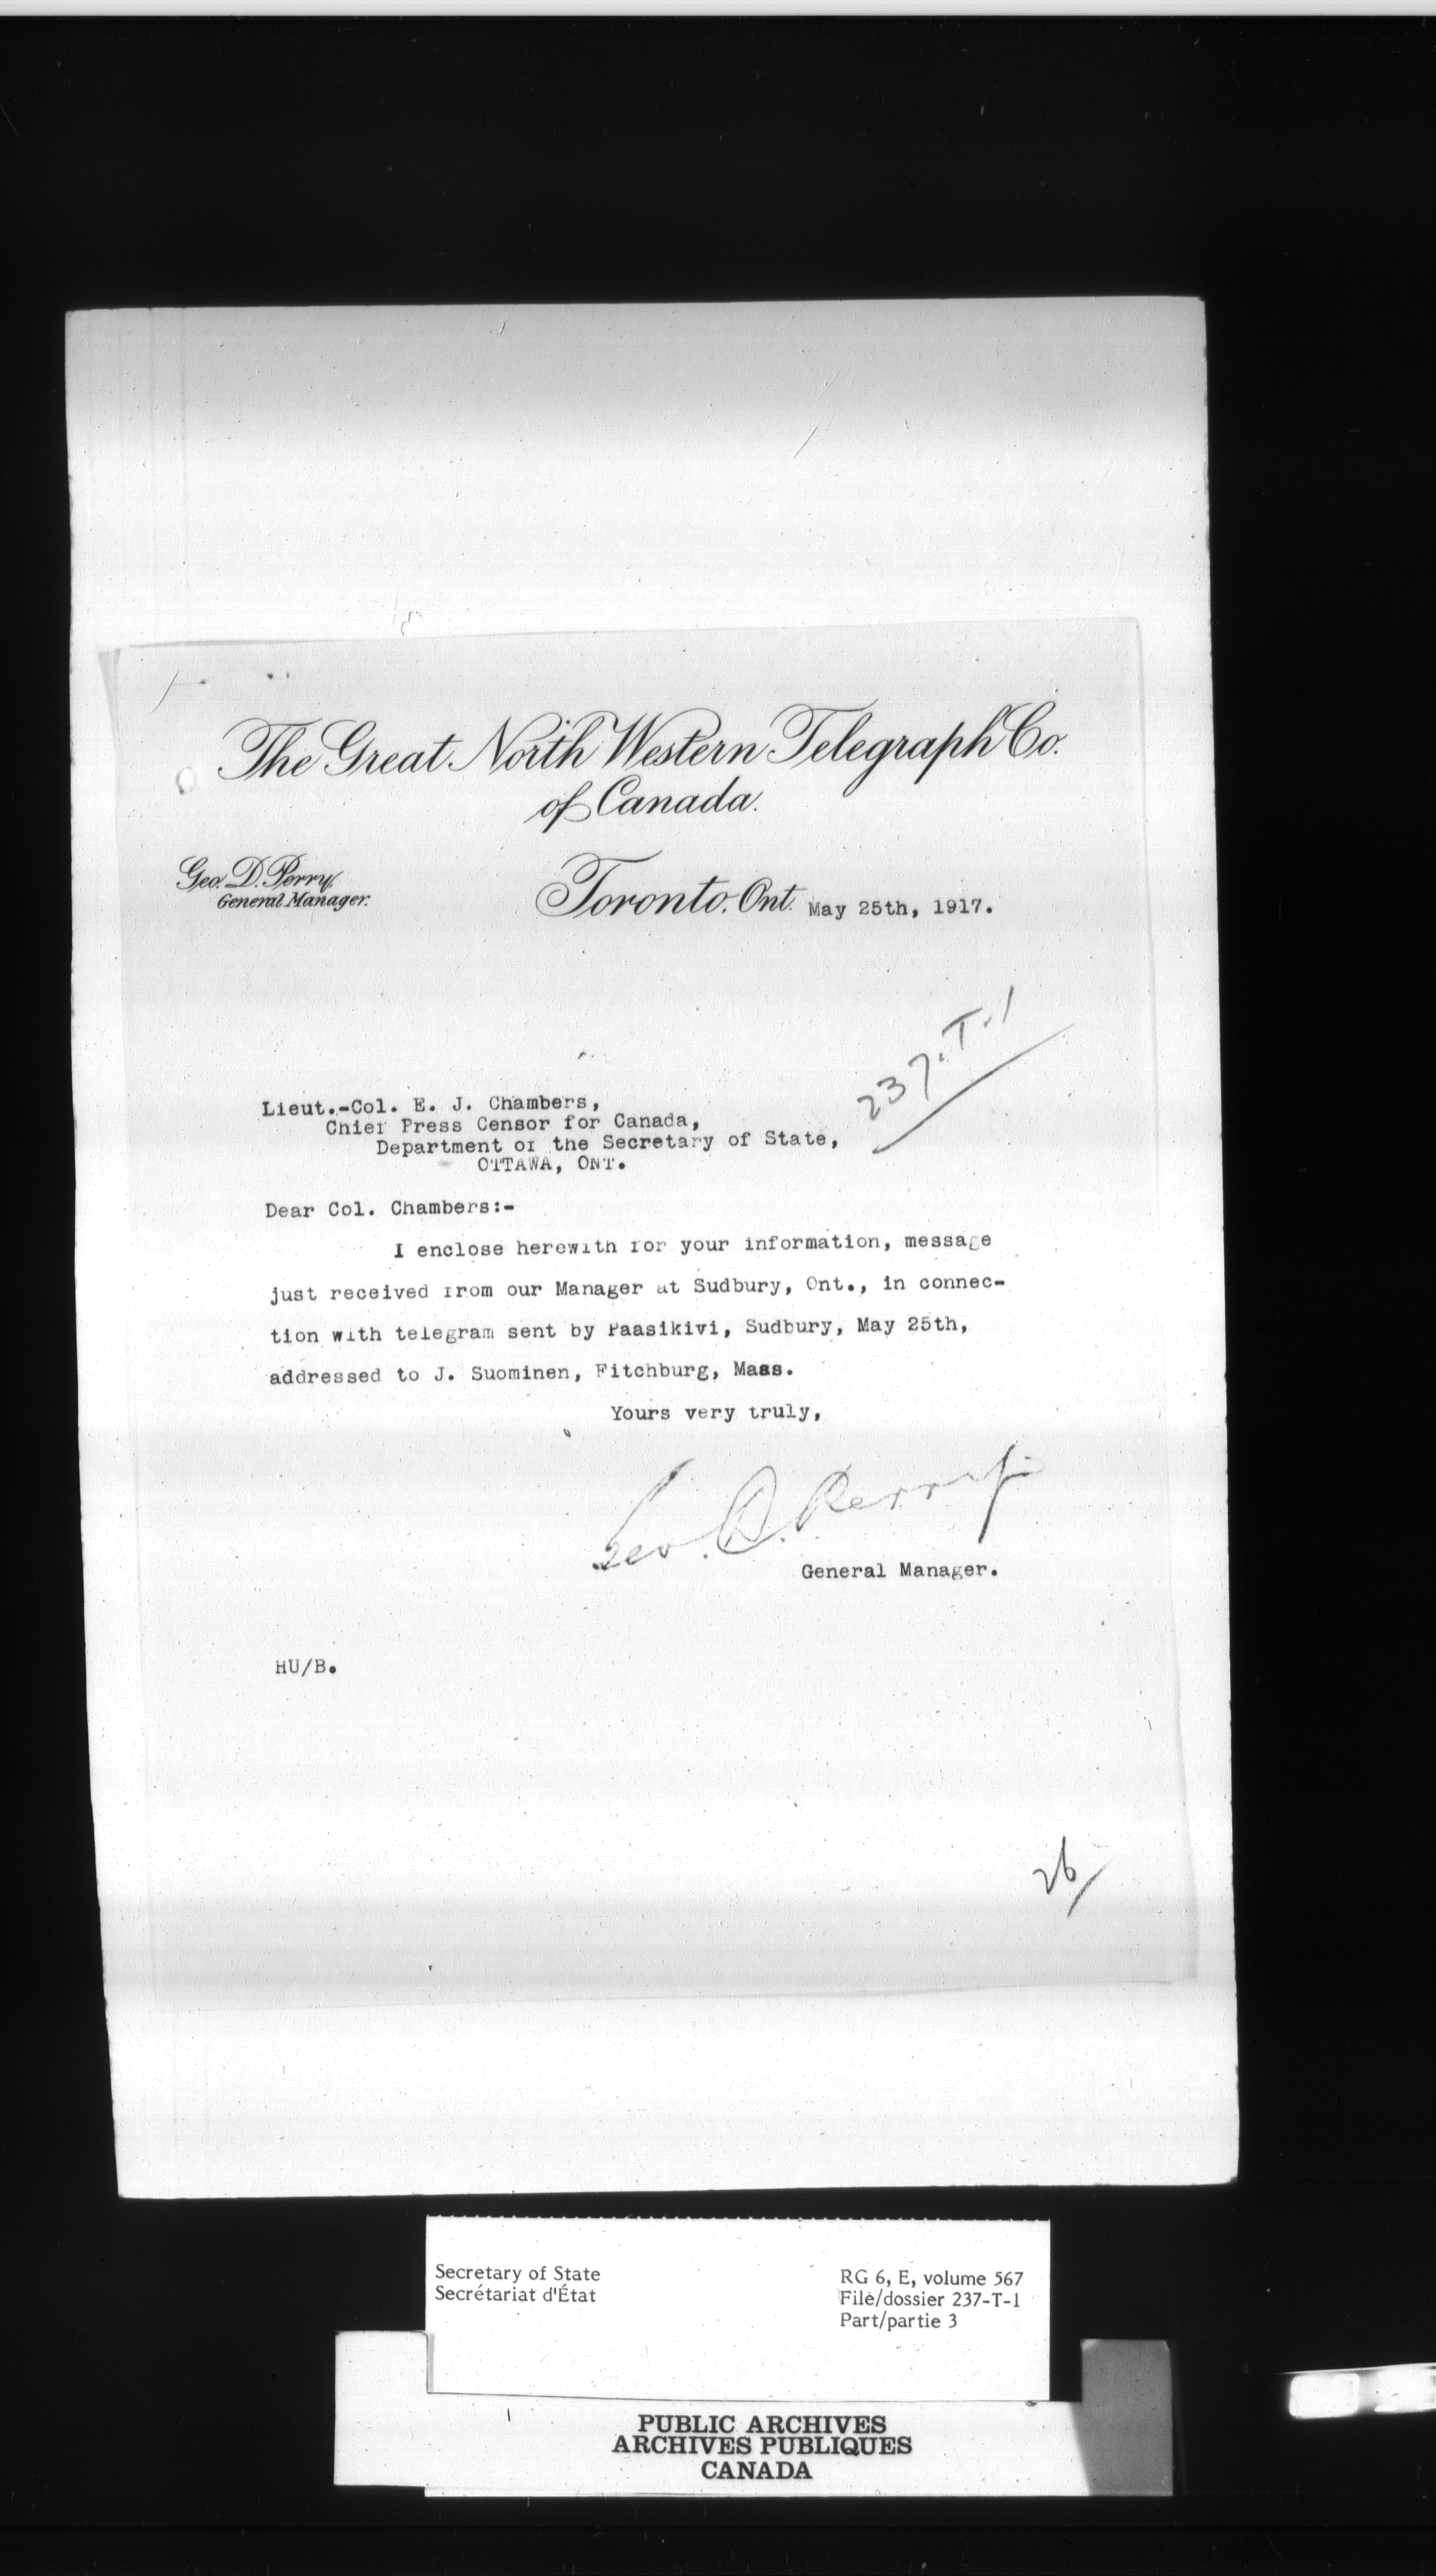 The Great North Western Telegraph Co.
of Canada.
Geo. D. Perry,
General Manager.
Toronto, Ont. May 25th, 1917.
237.T.1
Lieut.-Col. E. J. Chambers,
Chief Press Censor for Canada,
Department of the Secretary of State,
OTTAWA, ONT.
Dear Col. Chambers:-
I enclose herewith for your information, message
just received from our Manager at Sudbury, Ont., in connec-
tion with telegram sent by Paasikivi, Sudbury, May 25th,
addressed to J. Suominen, Fitchburg, Mass.
Yours very truly,
Geo. D. Perry
General Manager.
HU/B.
26/
Secretary of State
Secrétariat d'État
RG 6, E, volume 567
File/dossier 237-T-1
Part/partie 3
PUBLIC ARCHIVES
ARCHIVES PUBLIQUES
CANADA